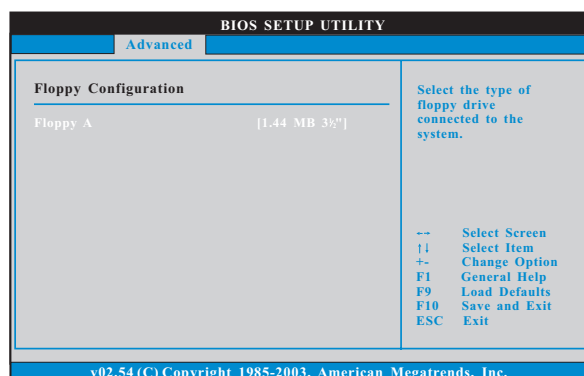 BIOS SETUP UTILITY
Advanced
Floppy Configuration
Floppy A [1.44 MB 3½"]
Select the type of
floppy drive
connected to the
system.
←→ Select Screen
↑↓ Select Item
+- Change Option
F1 General Help
F9 Load Defaults
F10 Save and Exit
ESC Exit
v02.54 (C) Copyright 1985-2003, American Megatrends, Inc.